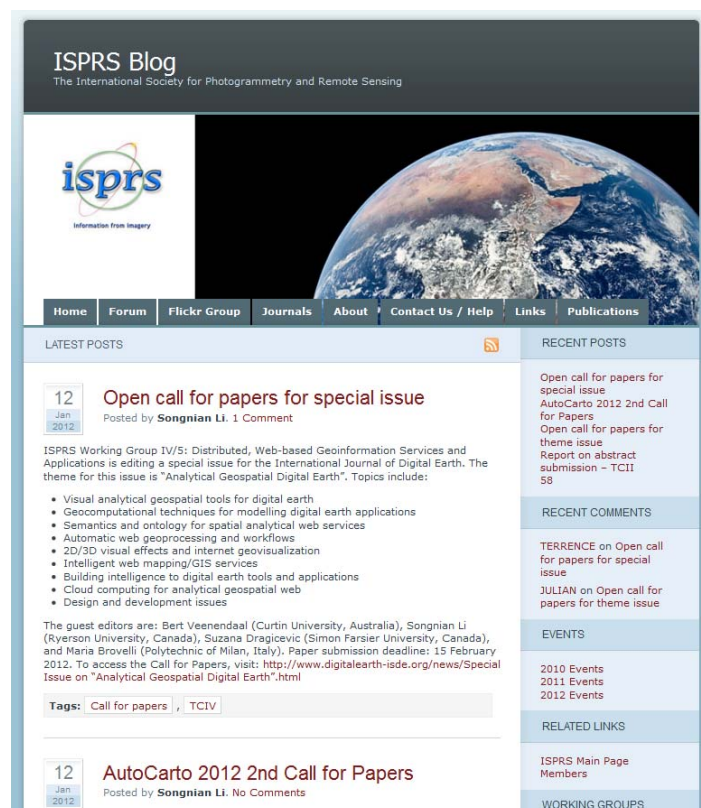 ISPRS Blog
The International Society for Photogrammetry and Remote Sensing
isprs
Information from imagery
Home Forum Flickr Group Journals About Contact Us / Help Links Publications
LATEST POSTS
12
Jan
2012
Open call for papers for special issue
Posted by Songnian Li. 1 Comment
ISPRS Working Group IV/5: Distributed, Web-based Geoinformation Services and
Applications is editing a special issue for the International Journal of Digital Earth. The
theme for this issue is “Analytical Geospatial Digital Earth”. Topics include:
• Visual analytical geospatial tools for digital earth
• Geocomputational techniques for modelling digital earth applications
• Semantics and ontology for spatial analytical web services
• Automatic web geoprocessing and workflows
• 2D/3D visual effects and internet geovisualization
• Intelligent web mapping/GIS services
• Building intelligence to digital earth tools and applications
• Cloud computing for analytical geospatial web
• Design and development issues
The guest editors are: Bert Veenendaal (Curtin University, Australia), Songnian Li
(Ryerson University, Canada), Suzana Dragicevic (Simon Farsier University, Canada),
and Maria Brovelli (Polytechnic of Milan, Italy). Paper submission deadline: 15 February
2012. To access the Call for Papers, visit: http://www.digitalearth-isde.org/news/Special
Issue on “Analytical Geospatial Digital Earth”.html
Tags: Call for papers , TCIV
12
Jan
2012
AutoCarto 2012 2nd Call for Papers
Posted by Songnian Li. No Comments
RECENT POSTS
Open call for papers for
special issue
AutoCarto 2012 2nd Call
for Papers
Open call for papers for
theme issue
Report on abstract
submission – TCII
S8
RECENT COMMENTS
TERRENCE on Open call
for papers for special
issue
JULIAN on Open call for
papers for theme issue
EVENTS
2010 Events
2011 Events
2012 Events
RELATED LINKS
ISPRS Main Page
Members
WORKING GROUPS